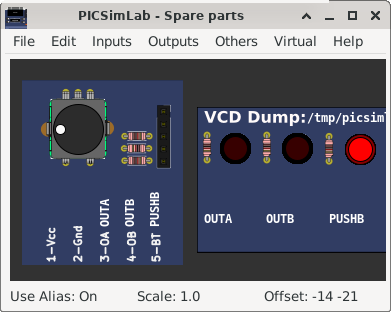 PICSimLab - Spare parts
File Edit Inputs Outputs Others Virtual Help
1-Vcc
2-Gnd
3-OA OUTA
4-OB OUTB
5-BT PUSHB
VCD Dump:/tmp/picsiml
OUTA OUTB PUSHB
Use Alias: On Scale: 1.0 Offset: -14 -21